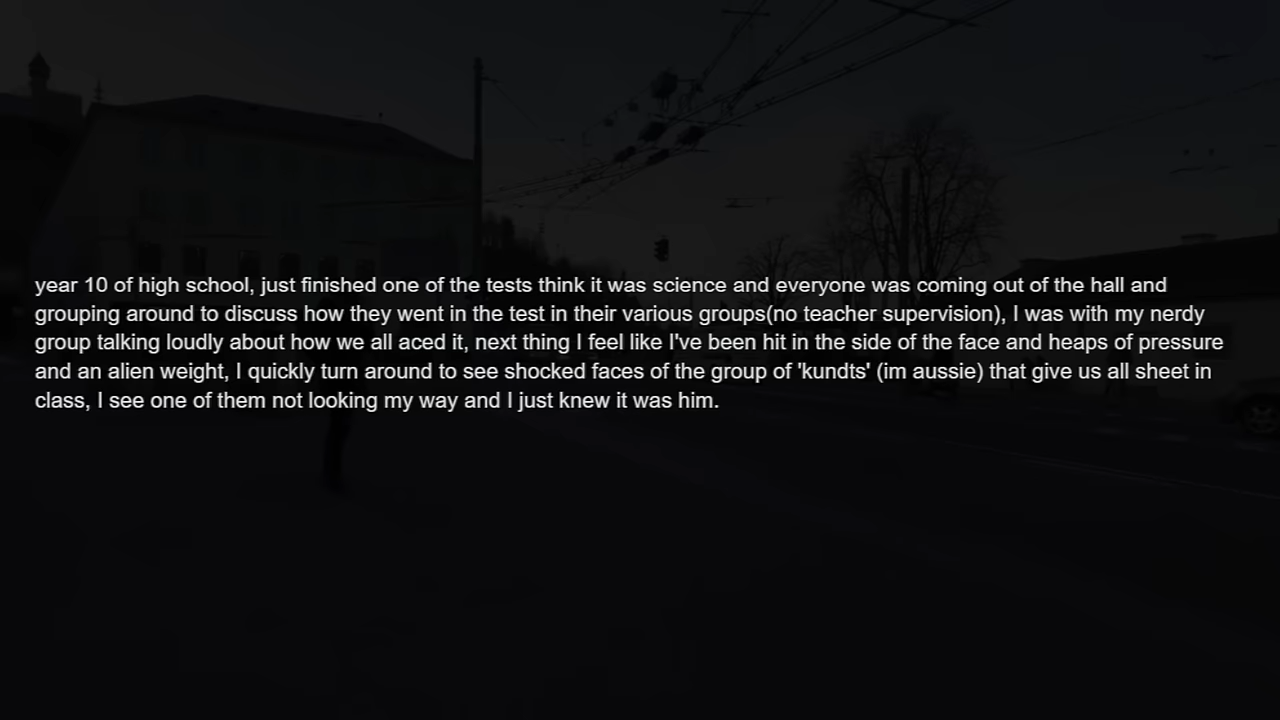 year 10 of high school, just finished one of the tests think it was science and everyone was coming out of the hall and
grouping around to discuss how they went in the test in their various groups(no teacher supervision), I was with my nerdy
group talking loudly about how we all aced it, next thing I feel like I've been hit in the side of the face and heaps of pressure
and an alien weight, I quickly turn around to see shocked faces of the group of 'kundts' (im aussie) that give us all sheet in
class, I see one of them not looking my way and I just knew it was him.